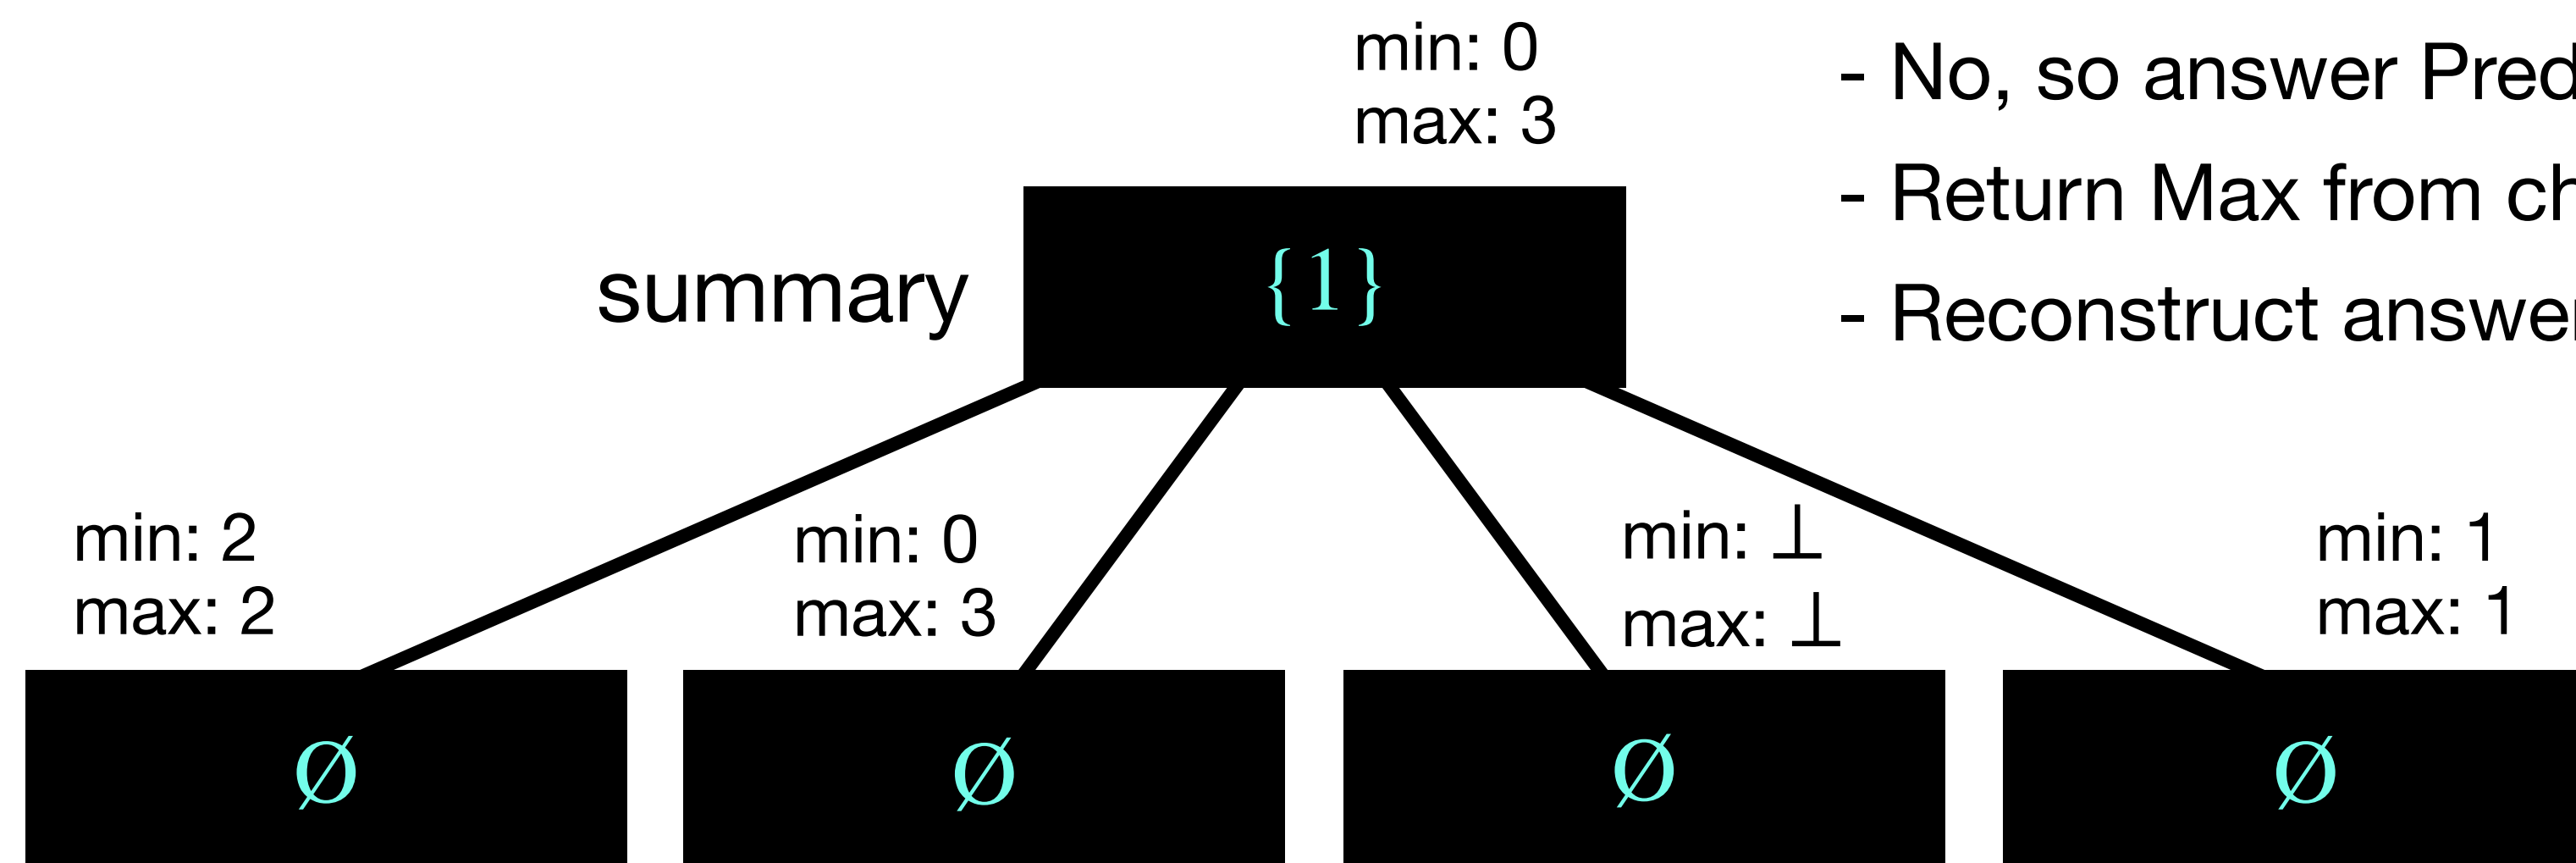 min: 0
max: 3
- No, so answer Pred
- Return Max from ch
- Reconstruct answer
summary
{1}
min: 2
max: 2
min: 0
max: 3
min: ⊥
max: ⊥
min: 1
max: 1
Ø
Ø
Ø
Ø